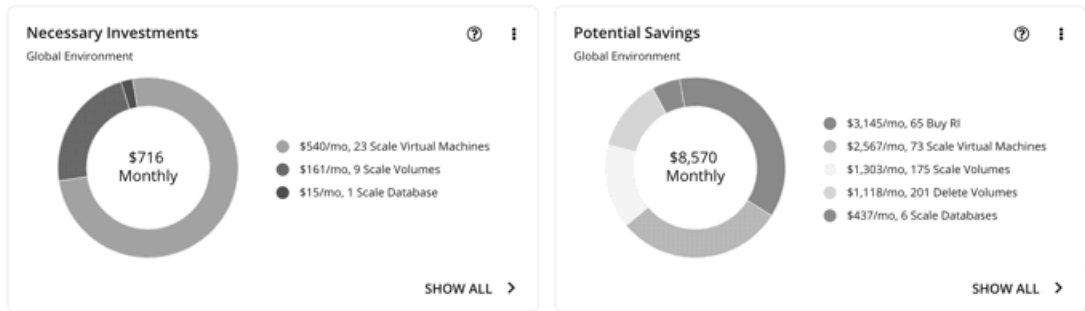 Necessary Investments
Global Environment
$716
Monthly
$540/mo, 23 Scale Virtual Machines
$161/mo, 9 Scale Volumes
$15/mo, 1 Scale Database
SHOW ALL
Potential Savings
Global Environment
$8,570
Monthly
$3,145/mo, 65 Buy RI
$2,567/mo, 73 Scale Virtual Machines
$1,303/mo, 175 Scale Volumes
$1,118/mo, 201 Delete Volumes
$437/mo, 6 Scale Databases
SHOW ALL